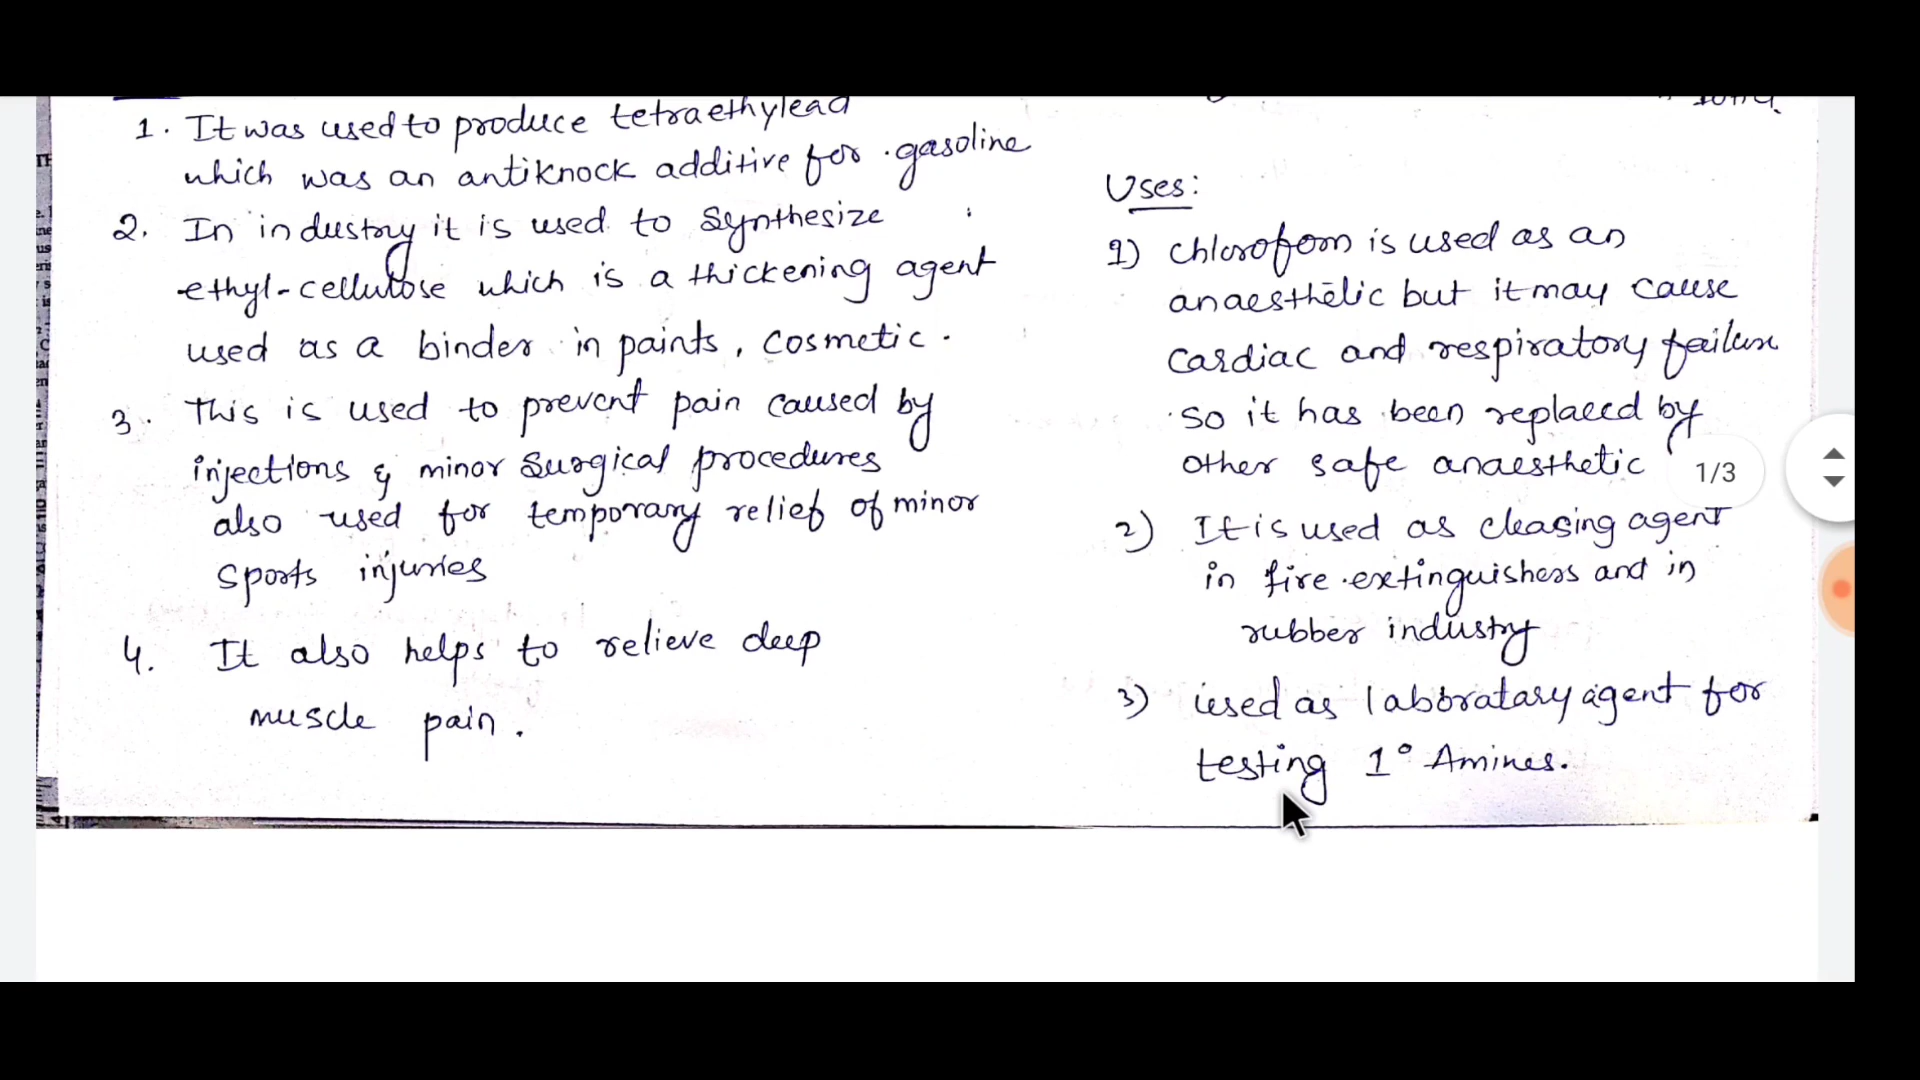 1. It was used to produce tetraethylead
which was an antiknock additive for gasoline
2. In industry it is used to synthesize
ethyl-cellulose which is a thickening agent
used as a binder in paints, cosmetic.
3. This is used to prevent pain caused by
injections & minor surgical procedures
also used for temporary relief of minor
sports injuries
4. It also helps to relieve deep
muscle pain.
Uses:
1) chloroform is used as an
anaesthetic but it may cause
cardiac and respiratory failure
so it has been replaced by
other safe anaesthetic
2) It is used as cleasing agent
in fire extinguishers and in
rubber industry
3) used as labbratary agent for
testing 1° Amines.
1/3